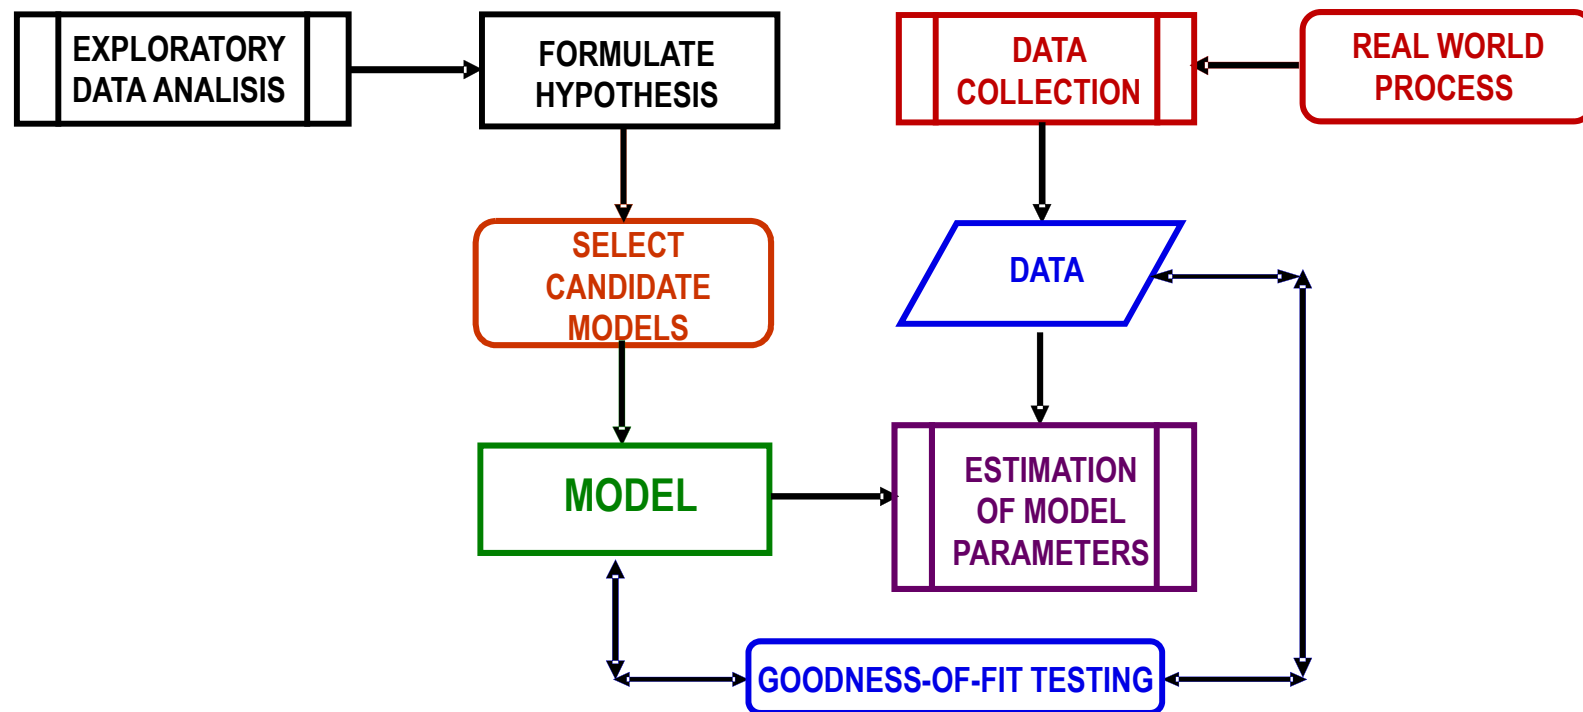 EXPLORATORY
DATA ANALISIS
FORMULATE
HYPOTHESIS
DATA
COLLECTION
REAL WORLD
PROCESS
SELECT
CANDIDATE
MODELS
DATA
MODEL
ESTIMATION
OF MODEL
PARAMETERS
GOODNESS-OF-FIT TESTING